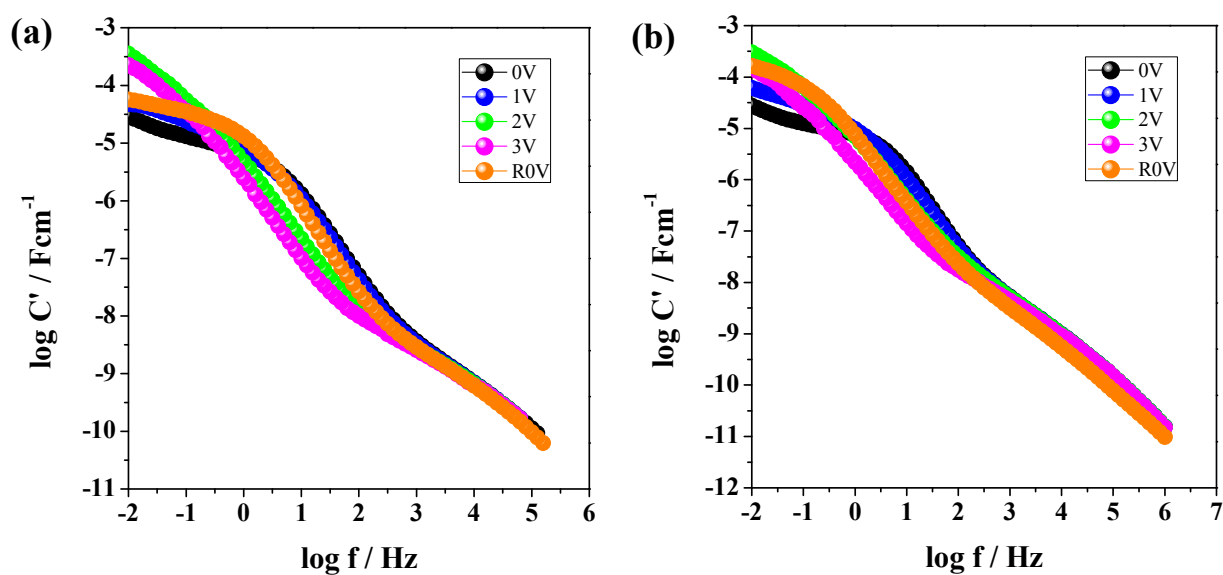 (a)
-3
-4
-5
-6
-7
-8
-9
-10
-11
-2 -1 0 1 2 3 4 5 6
log C' / Fcm-1
log f / Hz
0V
1V
2V
3V
R0V
(b)
-3
-4
-5
-6
-7
-8
-9
-10
-11
-12
-2 -1 0 1 2 3 4 5 6 7
log C' / Fcm-1
log f / Hz
0V
1V
2V
3V
R0V